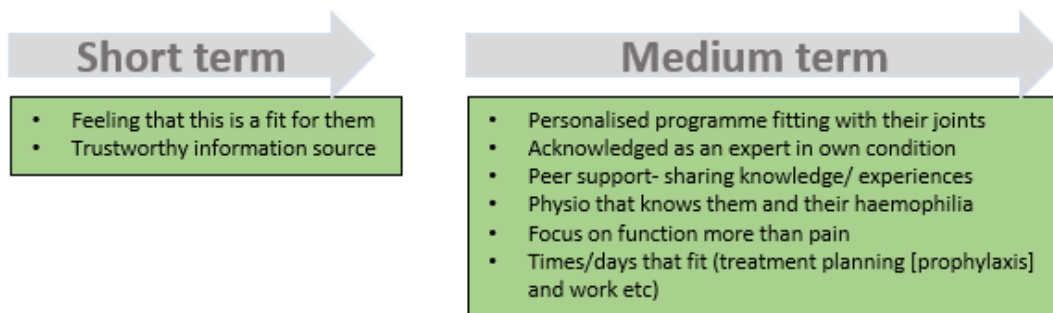 Short term
• Feeling that this is a fit for them
• Trustworthy information source
Medium term
• Personalised programme fitting with their joints
• Acknowledged as an expert in own condition
• Peer support- sharing knowledge/ experiences
• Physio that knows them and their haemophilia
• Focus on function more than pain
• Times/days that fit (treatment planning [prophylaxis]
and work etc)